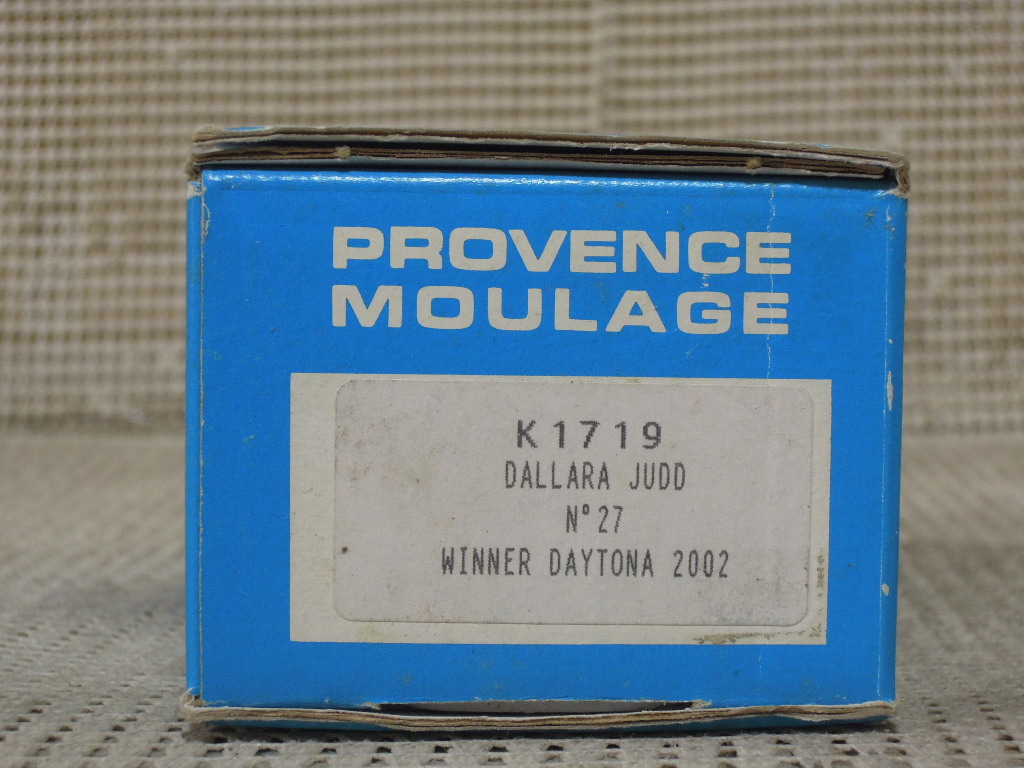 PROVENCE
MOULAGE
K1719
DALLARA JUDD
N°27
WINNER DAYTONA 2002